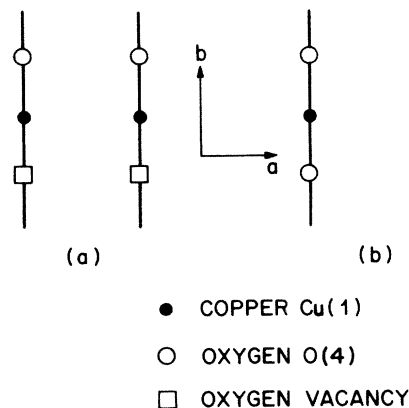 b
a
(a)
(b)
COPPER Cu(1)
OXYGEN O(4)
OXYGEN VACANCY